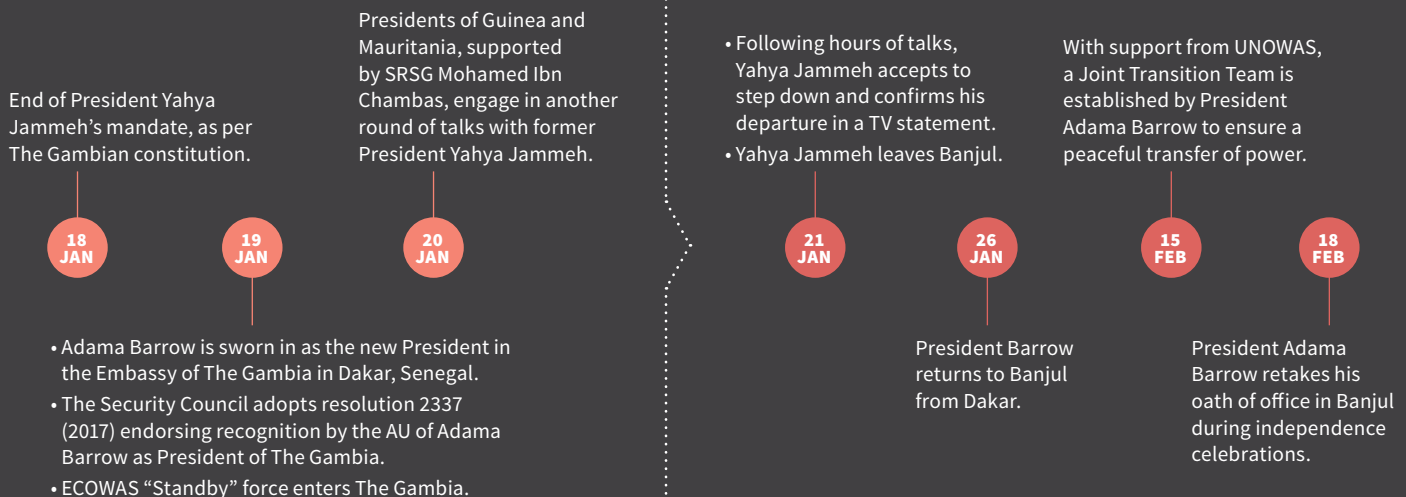 End of President Yahya
Jammeh’s mandate, as per
The Gambian constitution.
18
JAN
19
JAN
• Adama Barrow is sworn in as the new President in
the Embassy of The Gambia in Dakar, Senegal.
• The Security Council adopts resolution 2337
(2017) endorsing recognition by the AU of Adama
Barrow as President of The Gambia.
• ECOWAS “Standby” force enters The Gambia.
Presidents of Guinea and
Mauritania, supported
by SRSG Mohamed Ibn
Chambas, engage in another
round of talks with former
President Yahya Jammeh.
20
JAN
• Following hours of talks,
Yahya Jammeh accepts to
step down and confirms his
departure in a TV statement.
• Yahya Jammeh leaves Banjul.
21
JAN
26
JAN
President Barrow
returns to Banjul
from Dakar.
With support from UNOWAS,
a Joint Transition Team is
established by President
Adama Barrow to ensure a
peaceful transfer of power.
15
FEB
18
FEB
President Adama
Barrow retakes his
oath of office in Banjul
during independence
celebrations.